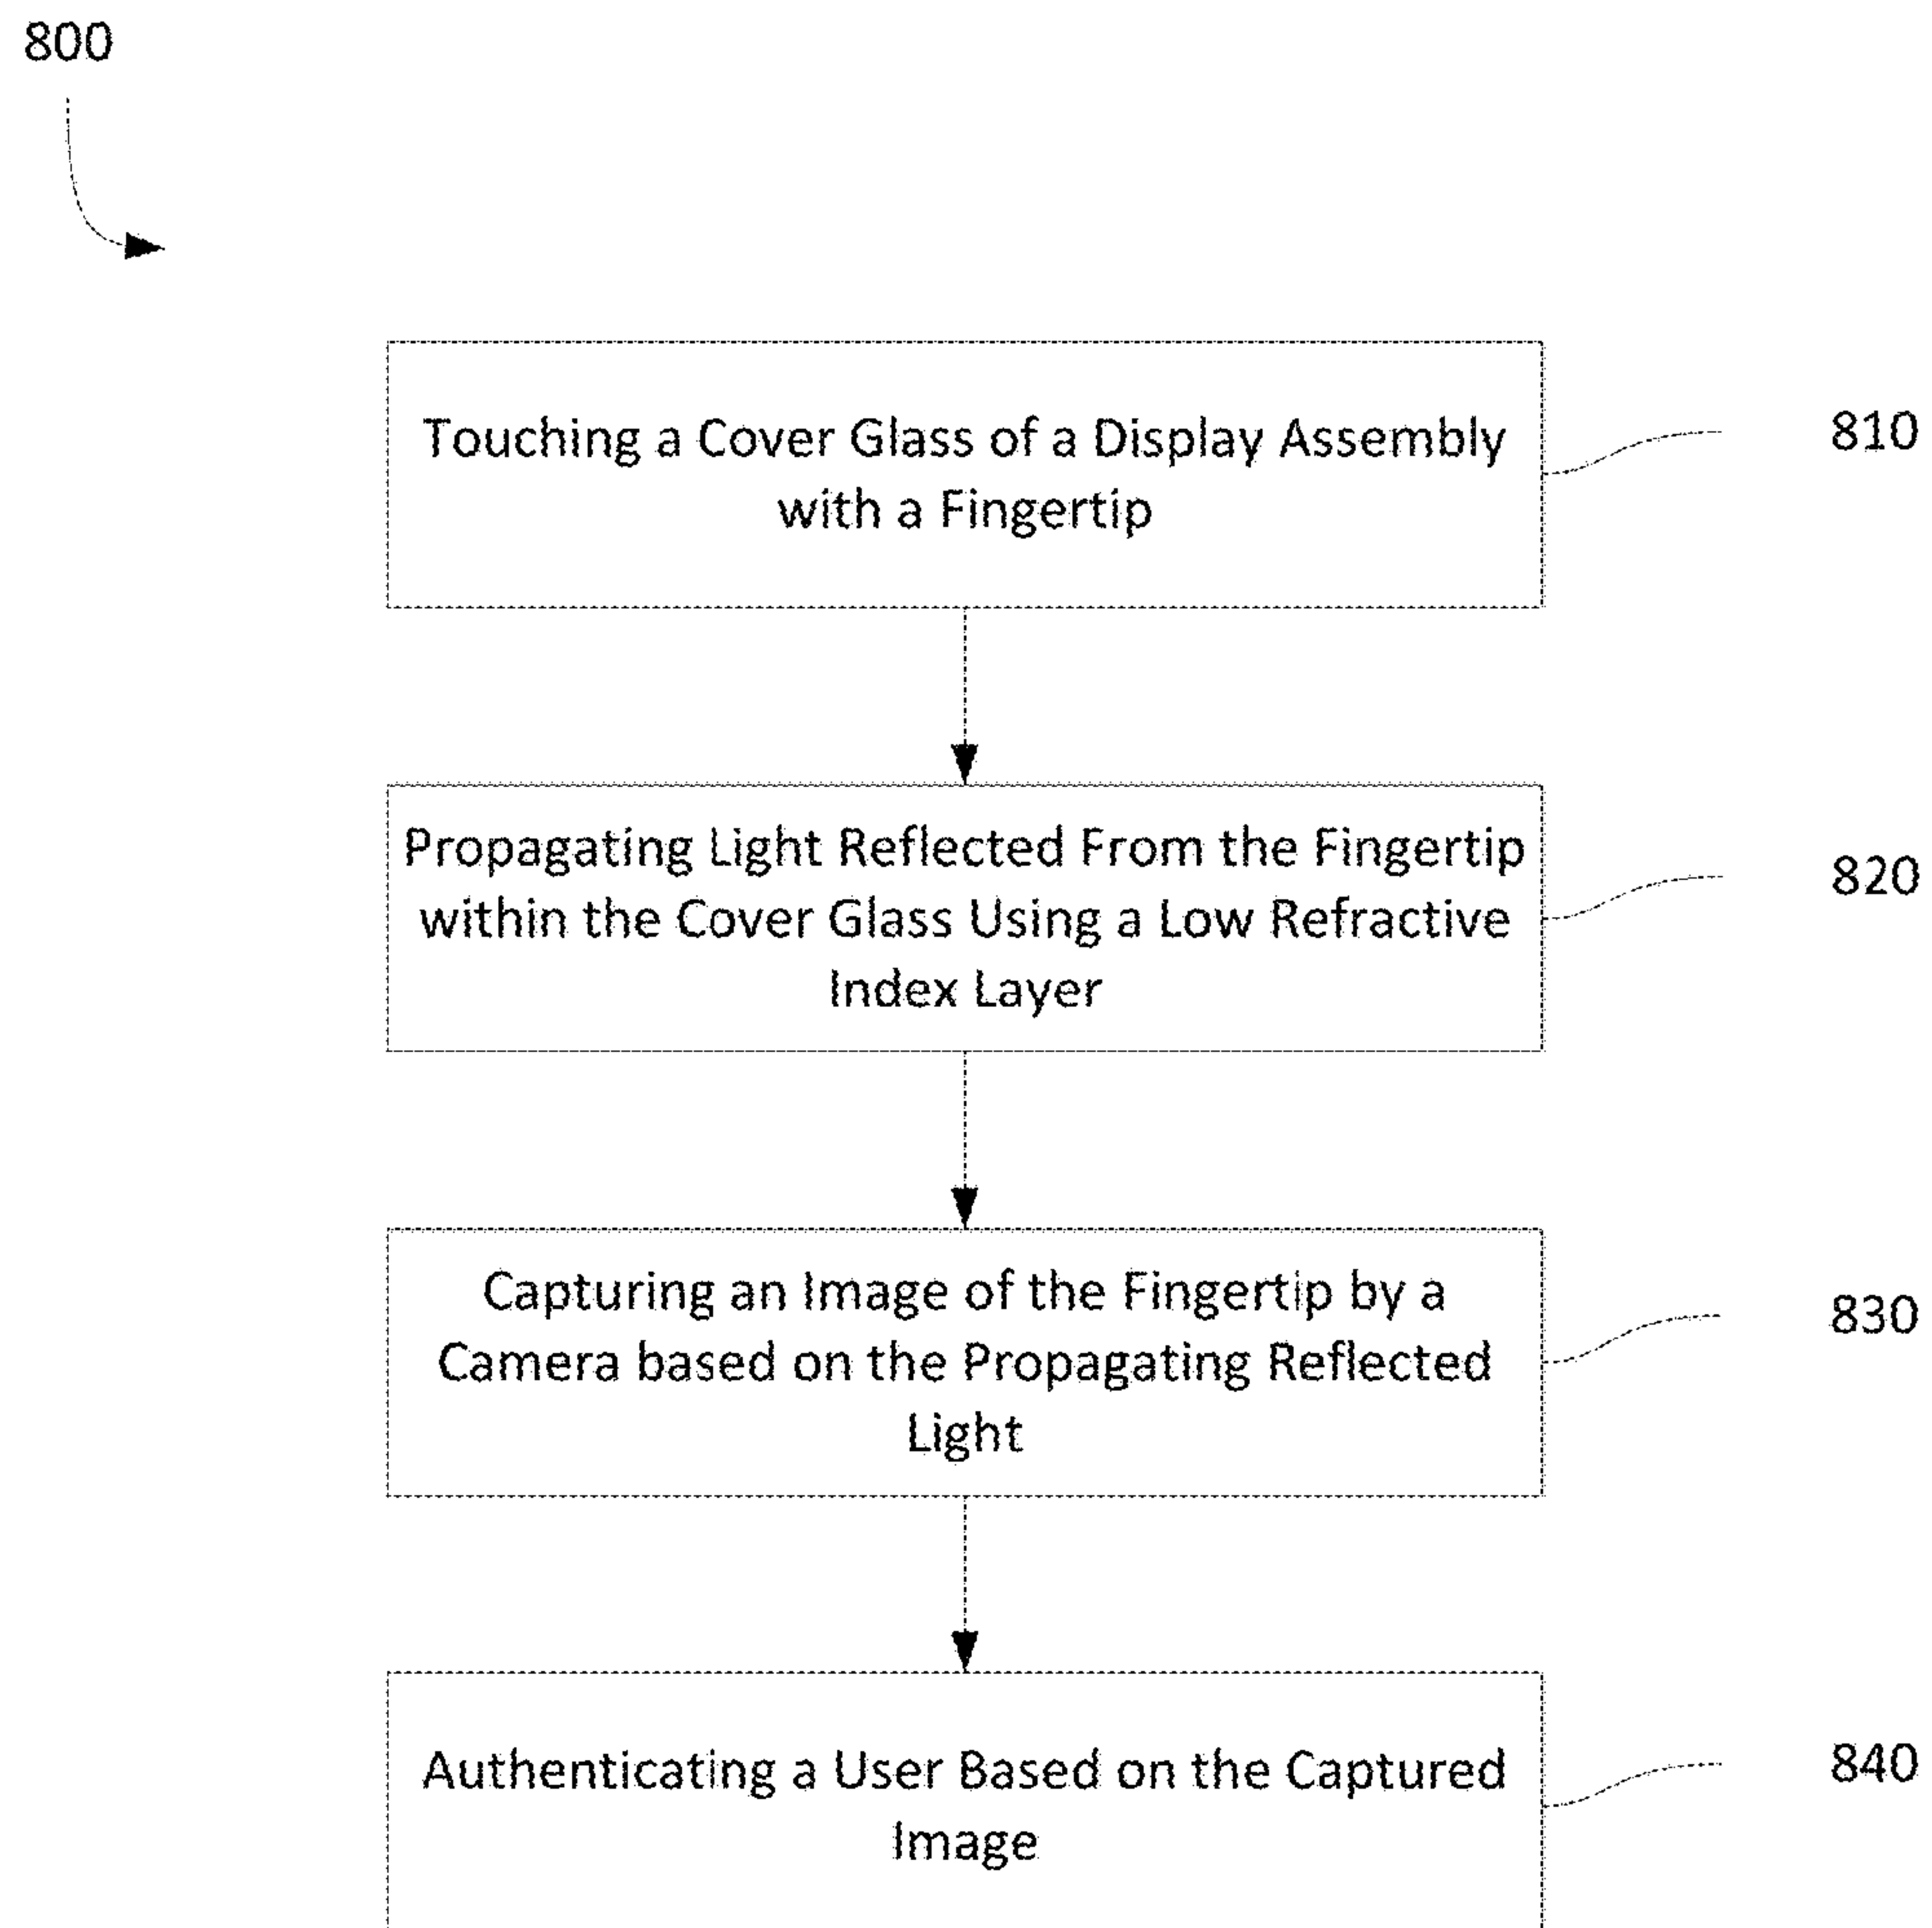 800
Touching a Cover Glass of a Display Assembly
with a Fingertip
810
Propagating Light Reflected From the Fingertip
within the Cover Glass Using a Low Refractive
Index Layer
820
Capturing an Image of the Fingertip by a
Camera based on the Propagating Reflected
Light
830
Authenticating a User Based on the Captured
Image
840